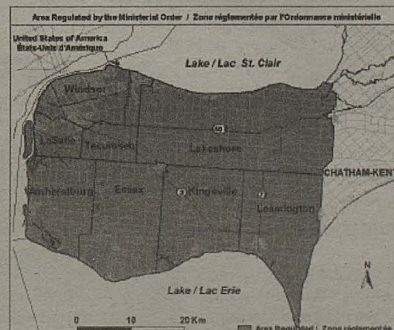 Area Regulated by the Ministerial Order / Zone réglementée par l'Ordonnance ministérielle
United States of America
États-Unis d'Amérique
Lake / Lac St. Clair
Windsor
LaSalle
Tecumseh
Lakeshore
CHATHAM-KENT
Amherstburg
Essex
Kingsville
Leamington
N
Lake / Lac Erie
0 10 20 Km
Area Regulated / Zone réglementée